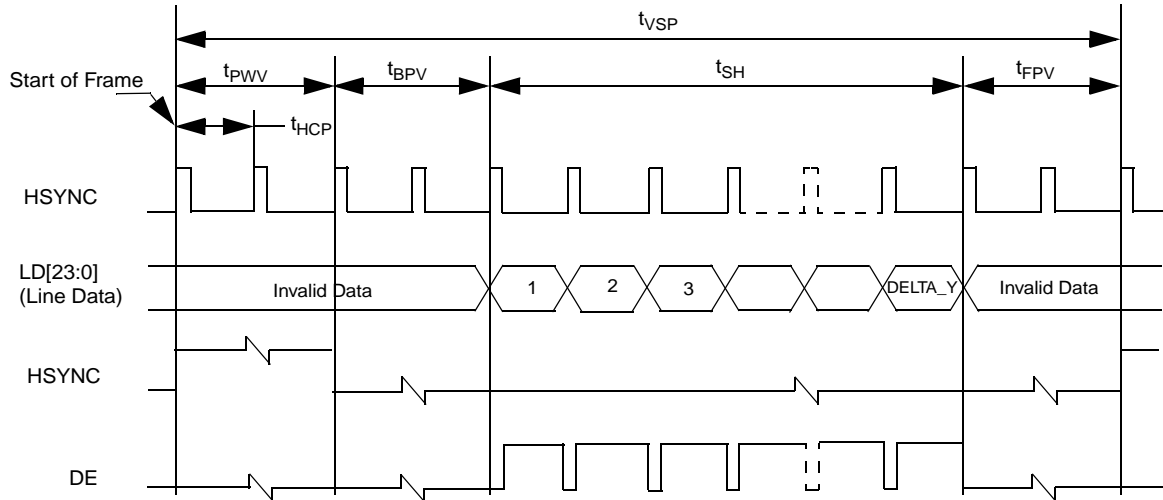 tVSP
Start of Frame
tPWV
tBPV
tSH
tFPV
tHCP
HSYNC
LD[23:0]
(Line Data)
Invalid Data
1
2
3
DELTA_Y
Invalid Data
HSYNC
DE